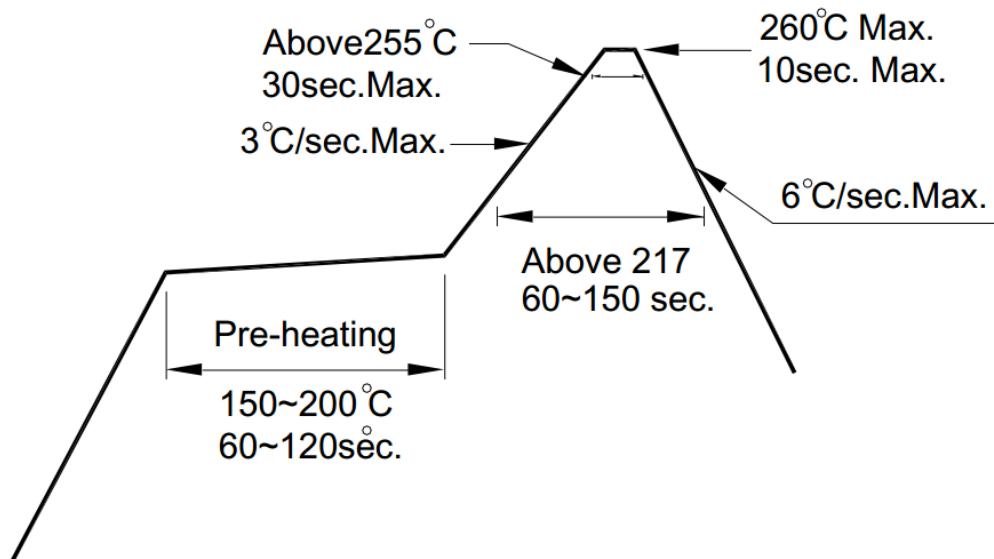 Above255°C
30sec.Max.
260°C Max.
10sec. Max.
3°C/sec.Max.
6°C/sec.Max.
Above 217
60~150 sec.
Pre-heating
150~200°C
60~120sec.